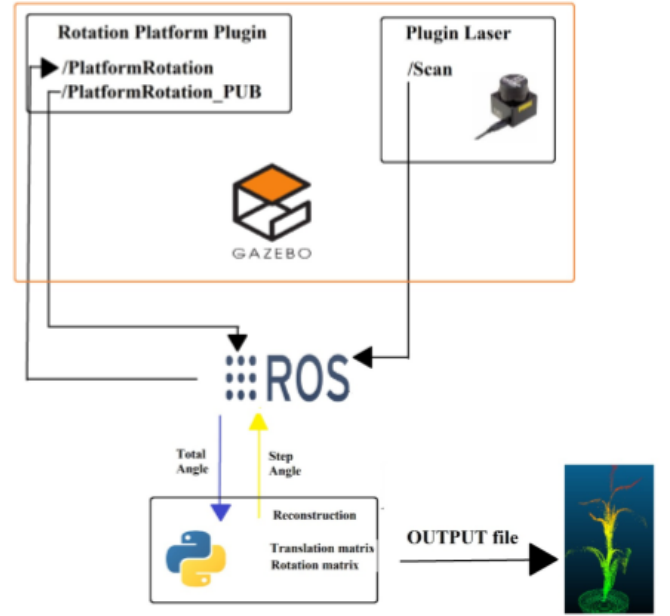 Rotation Platform Plugin
/PlatformRotation
/PlatformRotation_PUB
Plugin Laser
/Scan
GAZEBO
ROS
Total
Angle
Step
Angle
Reconstruction
Translation matrix
Rotation matrix
OUTPUT file